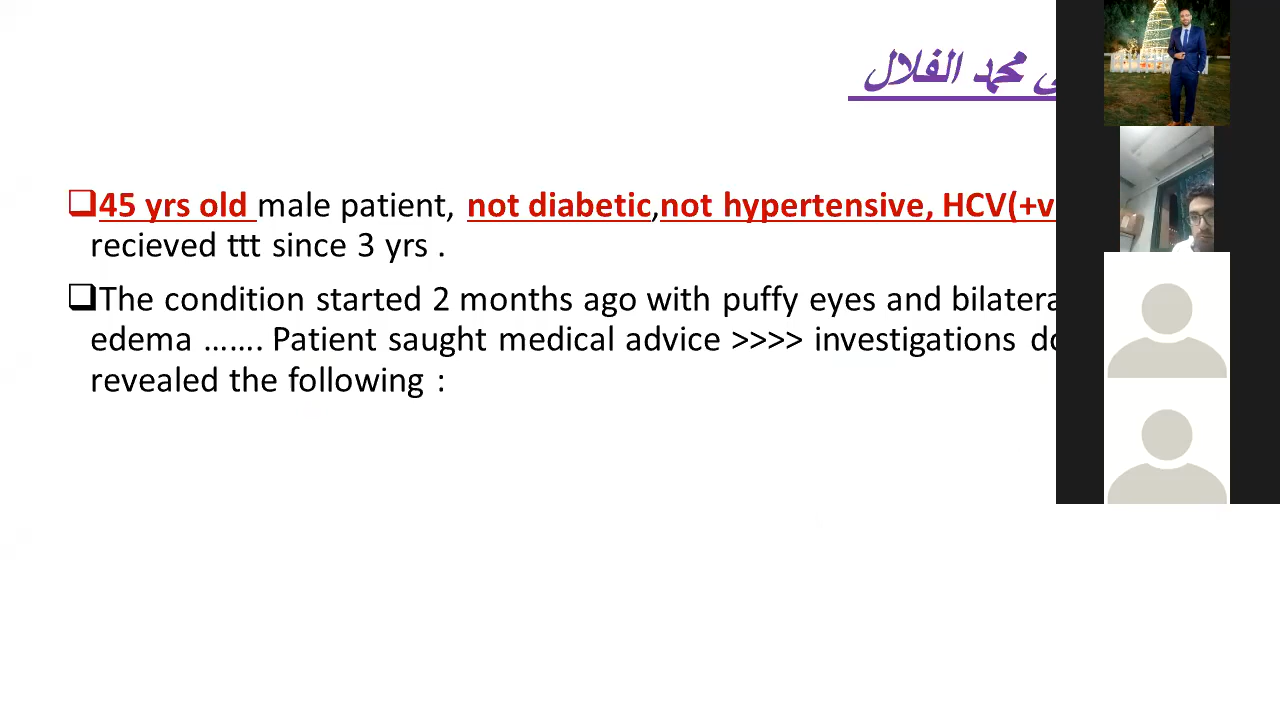 محمد الفلال
45 yrs old male patient, not diabetic,not hypertensive, HCV(+v
recieved ttt since 3 yrs .
The condition started 2 months ago with puffy eyes and bilatera
edema ....... Patient saught medical advice >>>> investigations do
revealed the following :